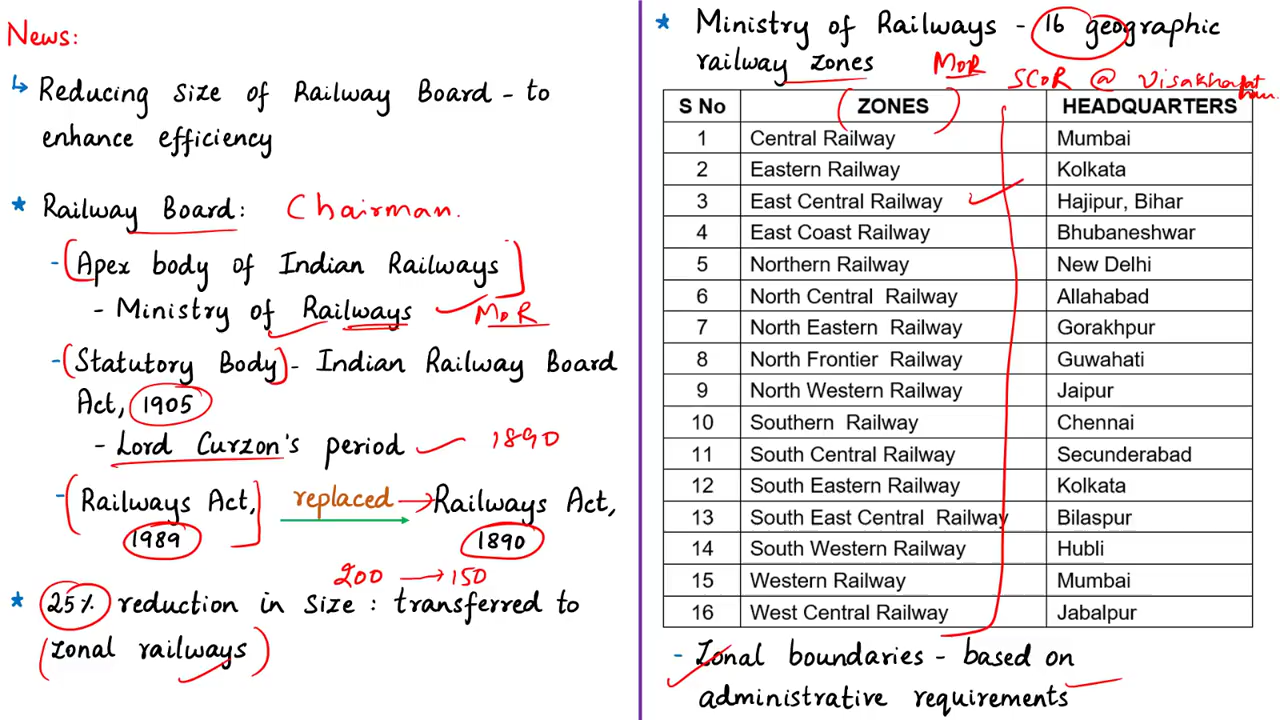 News:
↳ Reducing size of Railway Board - to
enhance efficiency
* Railway Board: Chairman.
- Apex body of Indian Railways
- Ministry of Railways MoR
- (Statutory Body) - Indian Railway Board
Act, 1905
- Lord Curzon's period 1890
- Railways Act, replaced → Railways Act,
1989 1890
200 → 150
* 25% reduction in size: transferred to
(zonal railways)
* Ministry of Railways - 16 geographic
railway zones MoR
SCoR @ Visakhapatnam.
S No ZONES HEADQUARTERS
1 Central Railway Mumbai
2 Eastern Railway Kolkata
3 East Central Railway Hajipur, Bihar
4 East Coast Railway Bhubaneshwar
5 Northern Railway New Delhi
6 North Central Railway Allahabad
7 North Eastern Railway Gorakhpur
8 North Frontier Railway Guwahati
9 North Western Railway Jaipur
10 Southern Railway Chennai
11 South Central Railway Secunderabad
12 South Eastern Railway Kolkata
13 South East Central Railway Bilaspur
14 South Western Railway Hubli
15 Western Railway Mumbai
16 West Central Railway Jabalpur
- Zonal boundaries - based on
administrative requirements